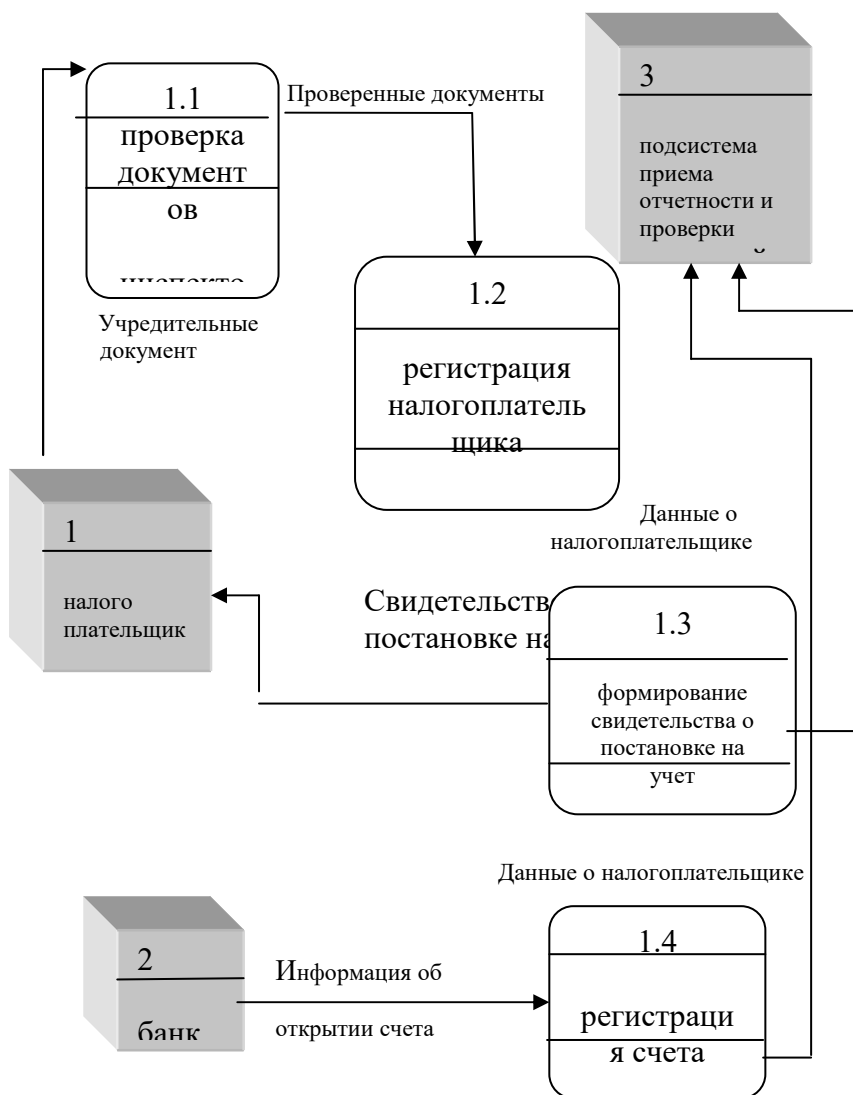 1.1
проверка
документ
ов
Проверенные документы
3
подсистема
приема
отчетности и
проверки
Учредительные
документ
1.2
регистрация
налогоплатель
щика
Данные о
налогоплательщике
1
налого
плательщик
Свидетельств
постановке на
1.3
формирование
свидетельства о
постановке на
учет
Данные о налогоплательщике
2
банк
Информация об
открытии счета
1.4
регистраци
я счета